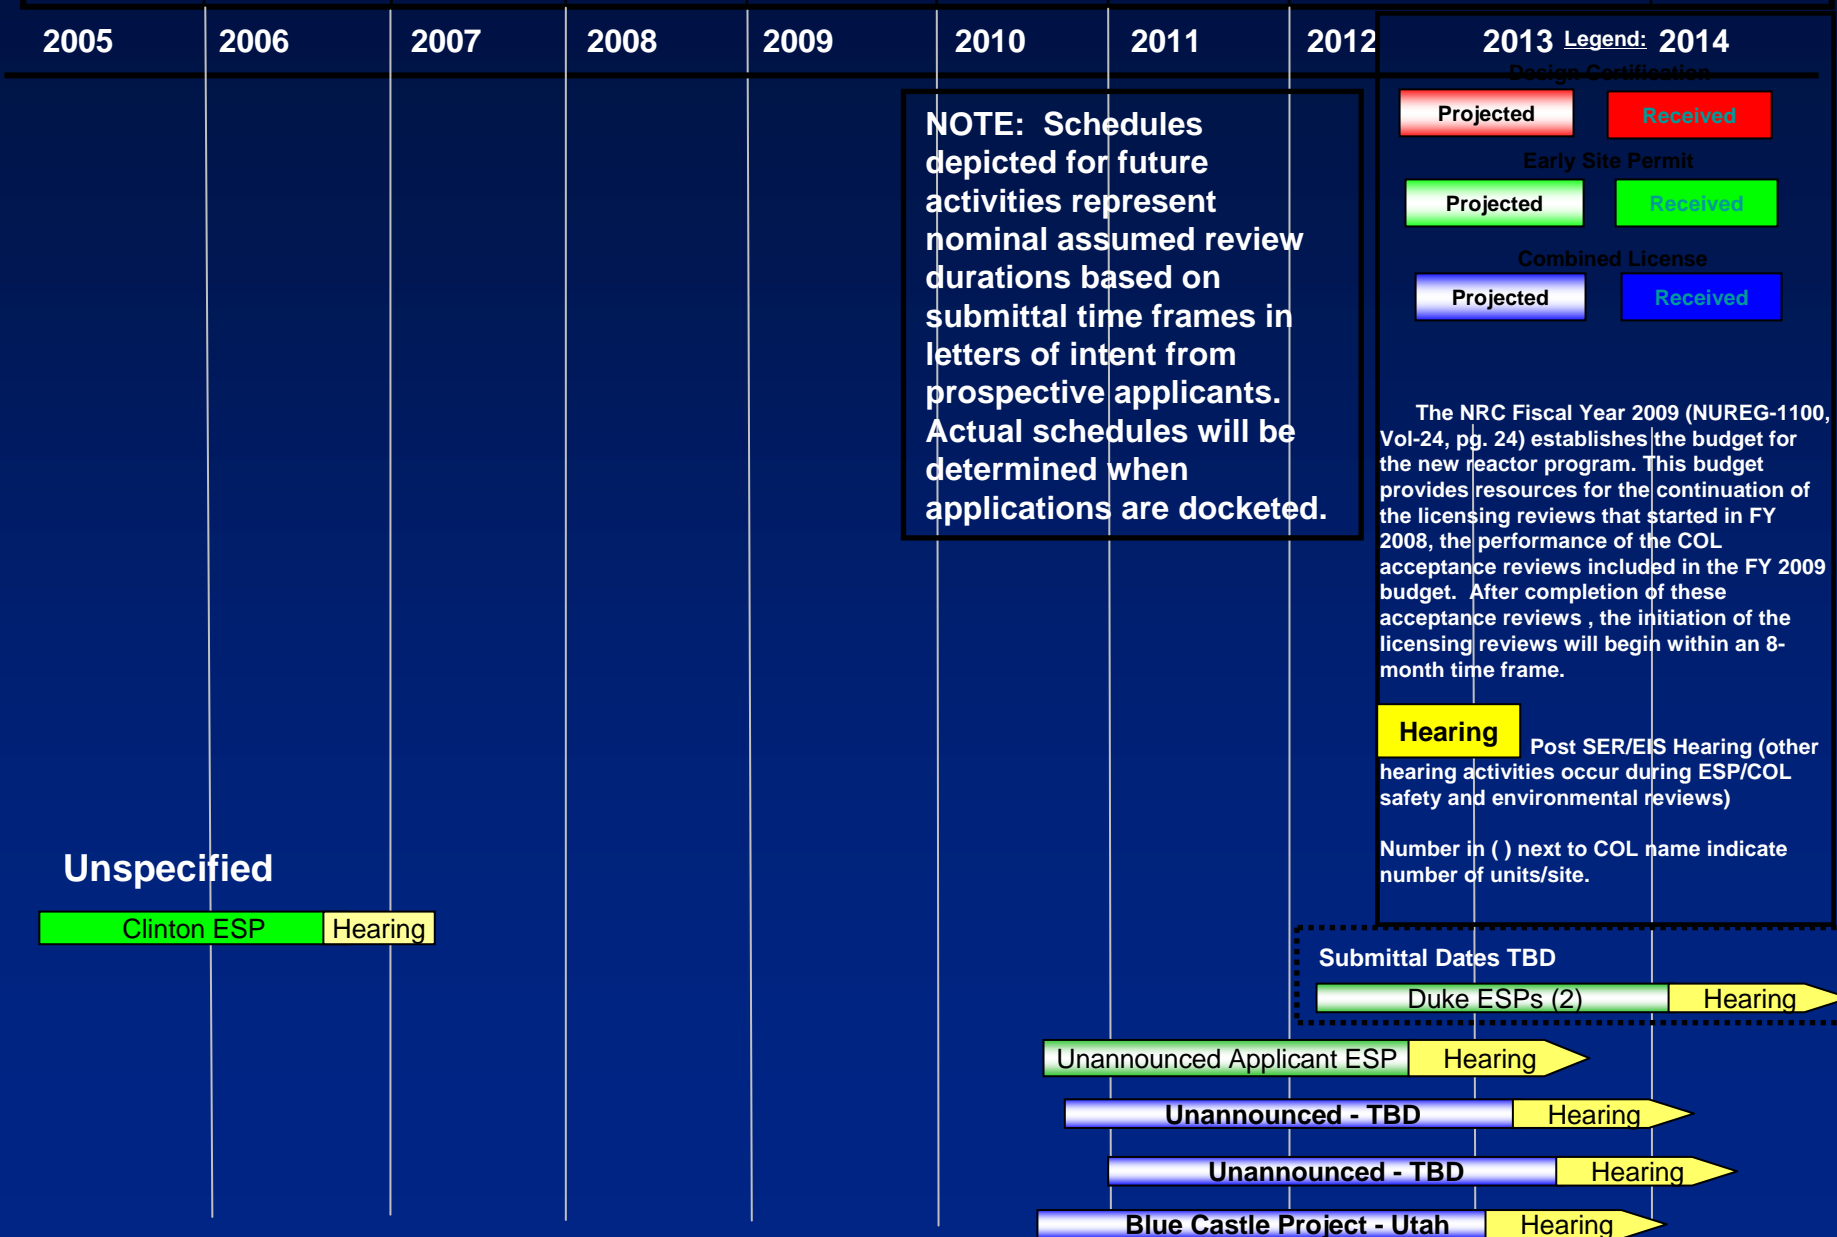 2005 2006 2007 2008 2009 2010 2011 2012 2013 Legend: 2014
Design Certification
Projected Received
Early Site Permit
Projected Received
Combined License
Projected Received
NOTE: Schedules
depicted for future
activities represent
nominal assumed review
durations based on
submittal time frames in
letters of intent from
prospective applicants.
Actual schedules will be
determined when
applications are docketed.
The NRC Fiscal Year 2009 (NUREG-1100,
Vol-24, pg. 24) establishes the budget for
the new reactor program. This budget
provides resources for the continuation of
the licensing reviews that started in FY
2008, the performance of the COL
acceptance reviews included in the FY 2009
budget. After completion of these
acceptance reviews , the initiation of the
licensing reviews will begin within an 8-
month time frame.
Hearing
Post SER/EIS Hearing (other
hearing activities occur during ESP/COL
safety and environmental reviews)
Number in ( ) next to COL name indicate
number of units/site.
Unspecified
Clinton ESP Hearing
Submittal Dates TBD
Duke ESPs (2) Hearing
Unannounced Applicant ESP Hearing
Unannounced - TBD Hearing
Unannounced - TBD Hearing
Blue Castle Project - Utah Hearing